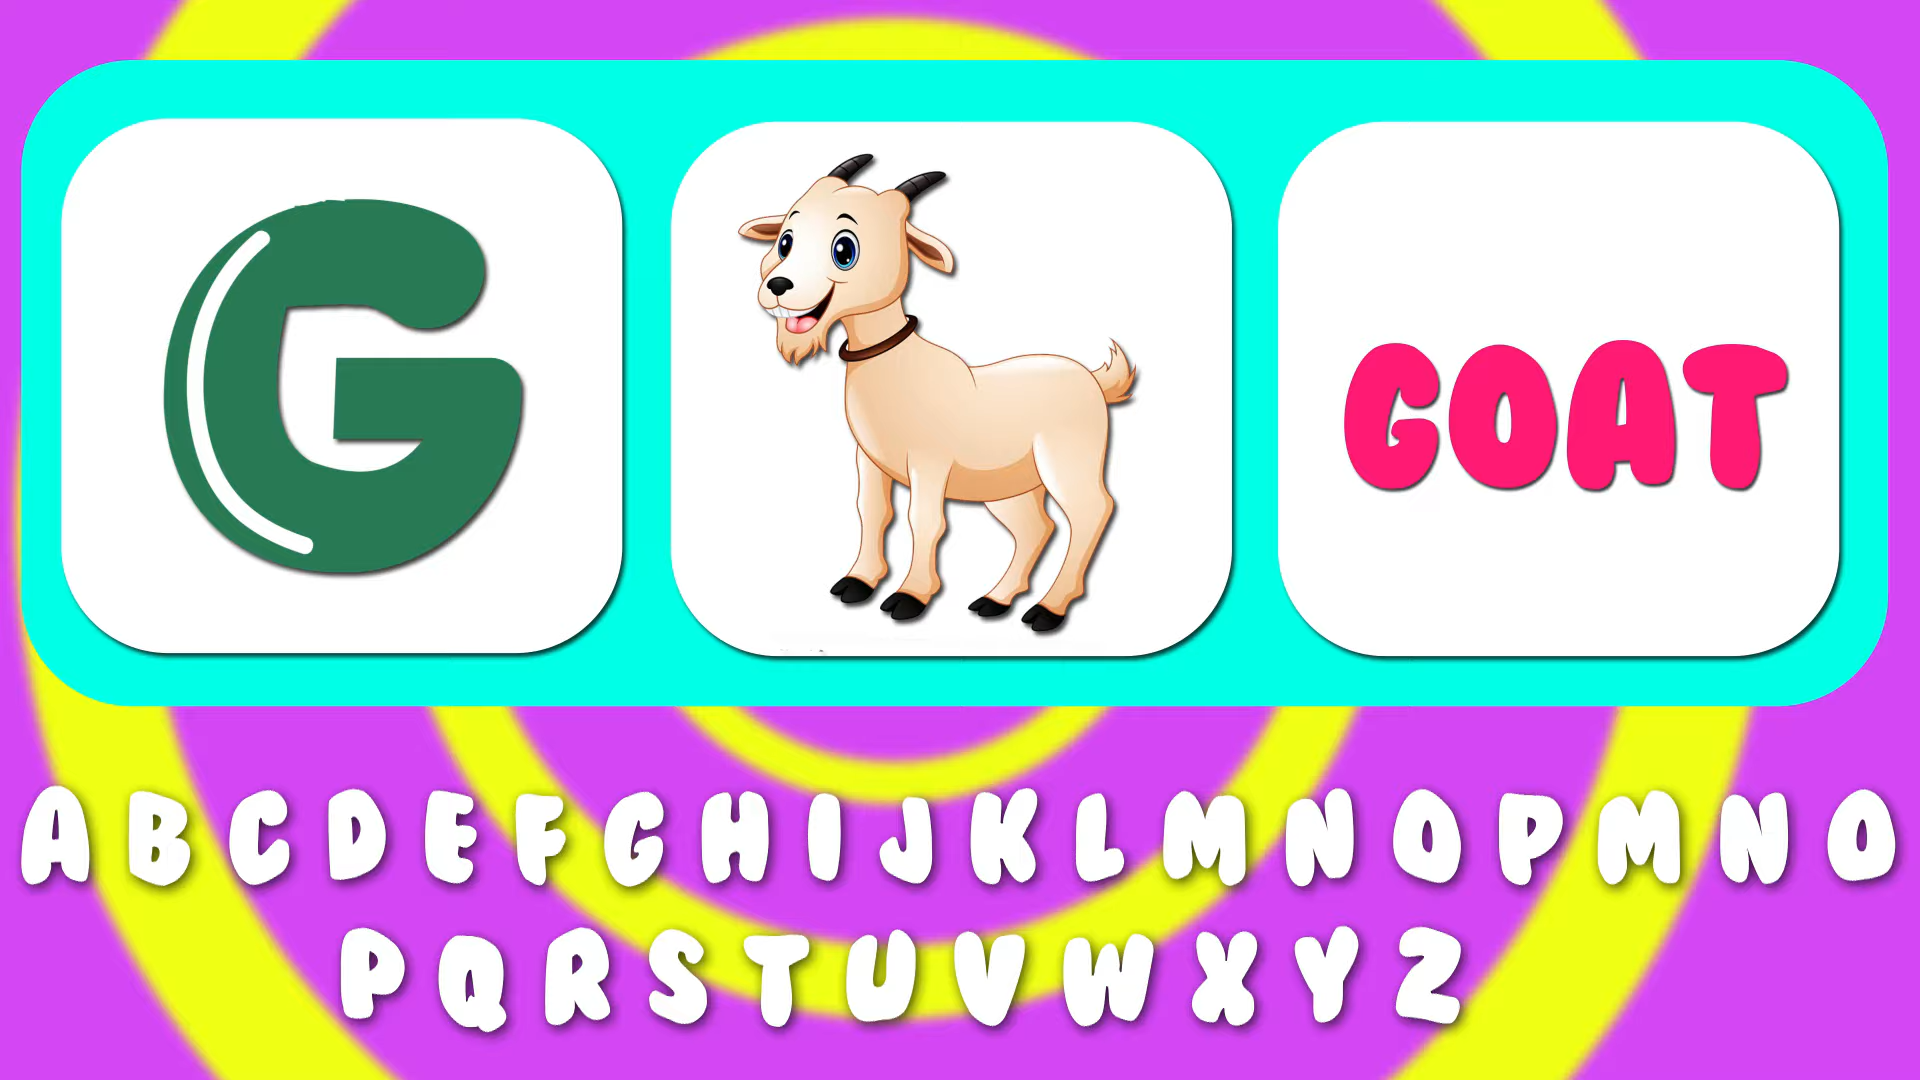 G
GOAT
A B C D E F G H I J K L M N O P M N O
P Q R S T U V W X Y Z